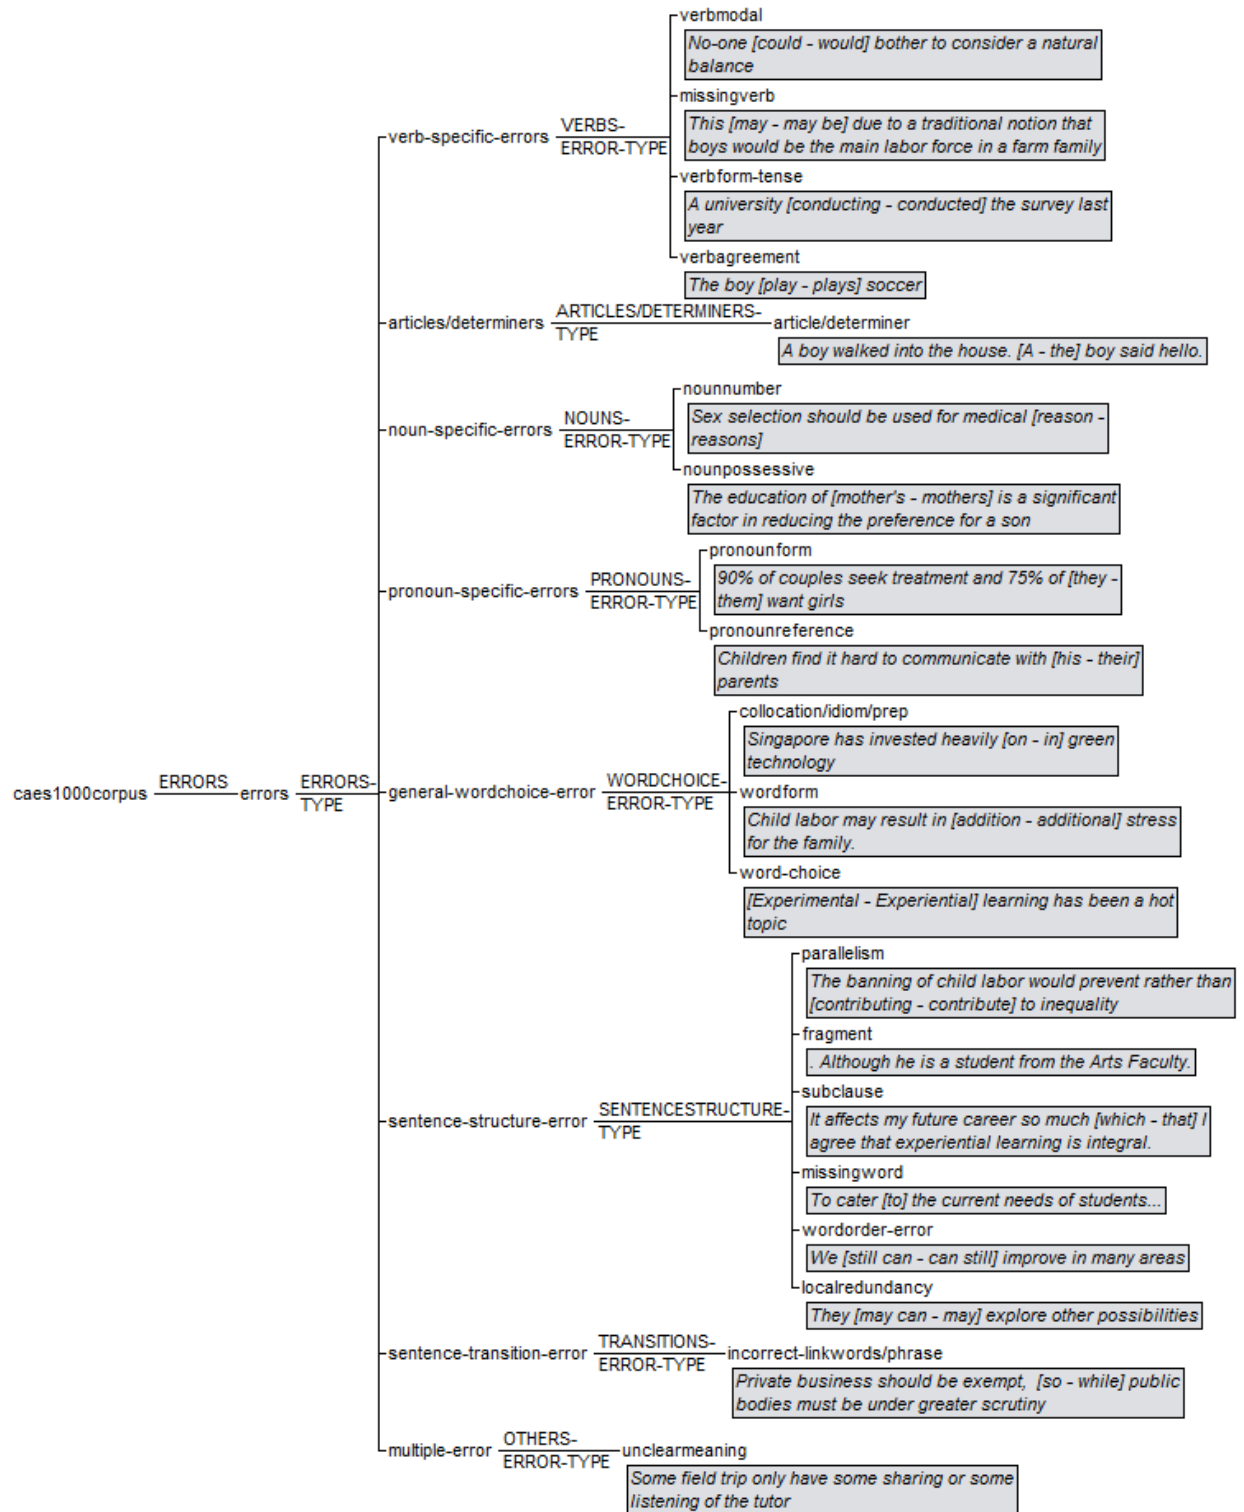 verbmodal
No-one [could - would] bother to consider a natural
balance
missingverb
This [may - may be] due to a traditional notion that
boys would be the main labor force in a farm family
verb-specific-errors VERBS-
ERROR-TYPE
verbform-tense
A university [conducting - conducted] the survey last
year
verbagreement
The boy [play - plays] soccer
articles/determiners ARTICLES/DETERMINERS-
TYPE
article/determiner
A boy walked into the house. [A - the] boy said hello.
nounnumber
Sex selection should be used for medical [reason -
reasons]
noun-specific-errors NOUNS-
ERROR-TYPE
nounpossessive
The education of [mother's - mothers] is a significant
factor in reducing the preference for a son
pronounform
90% of couples seek treatment and 75% of [they -
them] want girls
pronoun-specific-errors PRONOUNS-
ERROR-TYPE
pronounreference
Children find it hard to communicate with [his - their]
parents
collocation/idiom/prep
Singapore has invested heavily [on - in] green
technology
caes1000corpus ERRORS errors ERRORS-
TYPE
general-wordchoice-error WORDCHOICE-
ERROR-TYPE
wordform
Child labor may result in [addition - additional] stress
for the family.
word-choice
[Experimental - Experiential] learning has been a hot
topic
parallelism
The banning of child labor would prevent rather than
[contributing - contribute] to inequality
fragment
. Although he is a student from the Arts Faculty.
subclause
It affects my future career so much [which - that] I
agree that experiential learning is integral.
sentence-structure-error SENTENCESTRUCTURE-
TYPE
missingword
To cater [to] the current needs of students...
wordorder-error
We [still can - can still] improve in many areas
localredundancy
They [may can - may] explore other possibilities
sentence-transition-error TRANSITIONS-
ERROR-TYPE
incorrect-linkwords/phrase
Private business should be exempt, [so - while] public
bodies must be under greater scrutiny
multiple-error OTHERS-
ERROR-TYPE
unclearmeaning
Some field trip only have some sharing or some
listening of the tutor